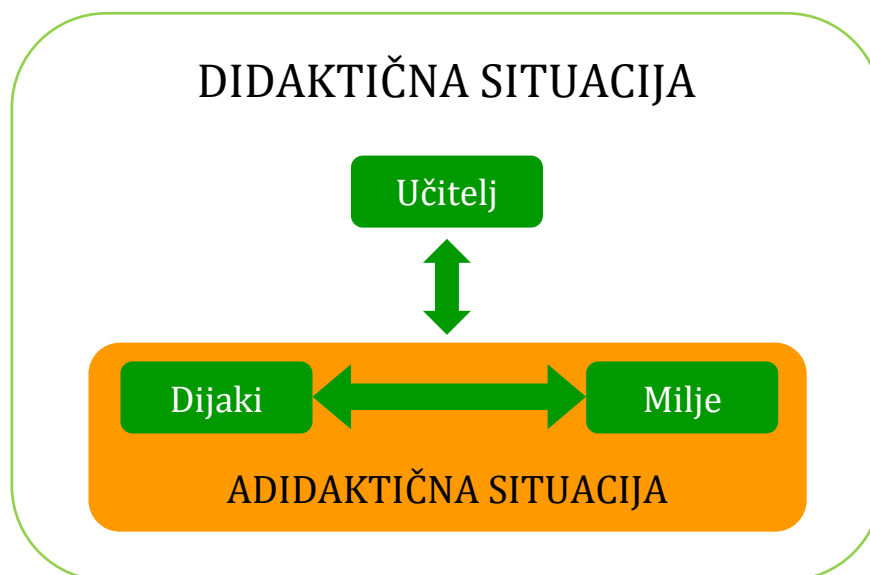 DIDAKTIČNA SITUACIJA
Učitelj
Dijaki
Milje
ADIDAKTIČNA SITUACIJA